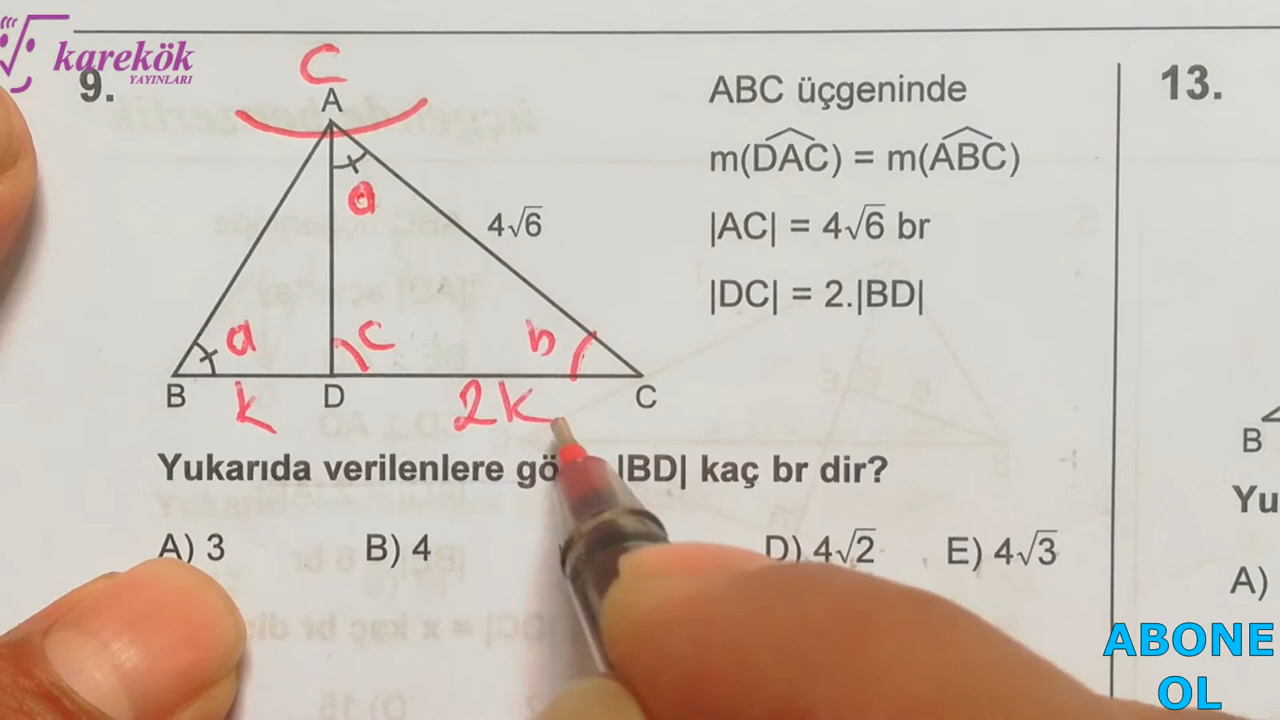 karekök
YAYINLARI
9.
C
A
a
4√6
a
c
b
B
D
C
k
2k
ABC üçgeninde
m(DAC) = m(ABC)
|AC| = 4√6 br
|DC| = 2.|BD|
Yukarıda verilenlere gö |BD| kaç br dir?
A) 3
B) 4
D) 4√2
E) 4√3
13.
B
Yu
A)
ABONE
OL